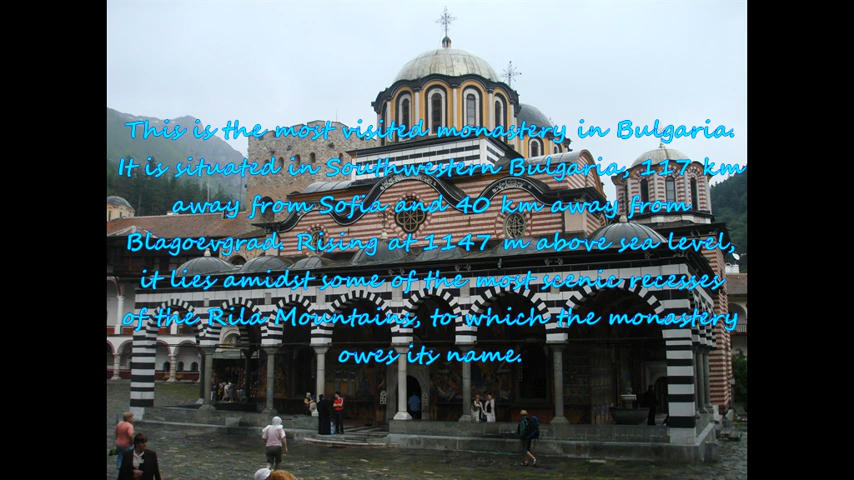 This is the most visited monastery in Bulgaria.
It is situated in Southwestern Bulgaria, 117 km
away from Sofia and 40 km away from
Blagoevgrad. Rising at 1147 m above sea level,
it lies amidst some of the most scenic recesses
of the Rila Mountains, to which the monastery
owes its name.